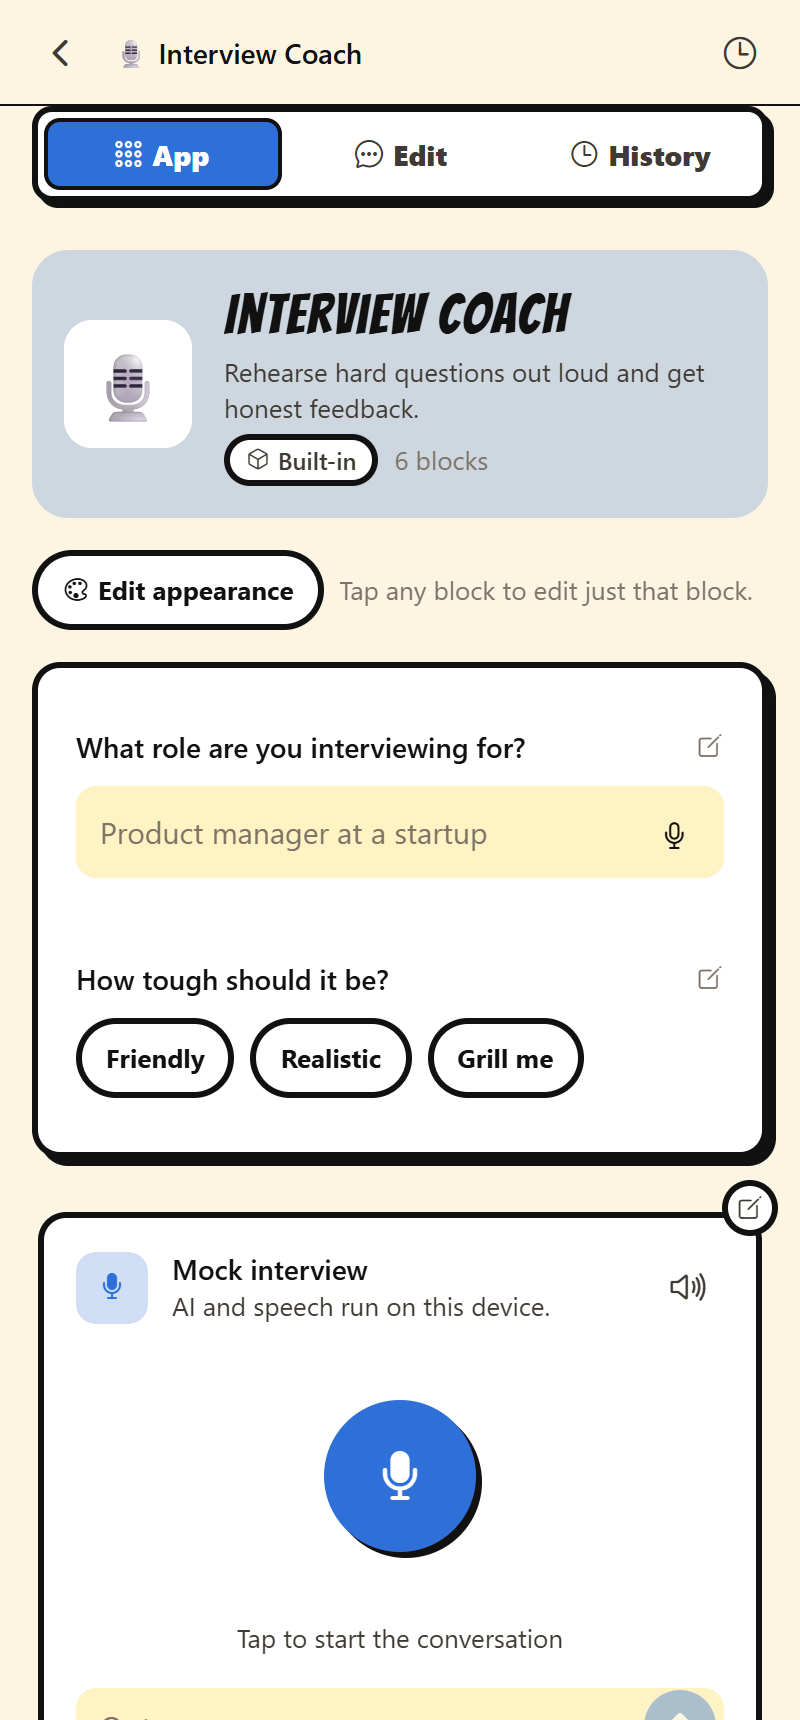 Interview Coach
App
Edit
History
INTERVIEW COACH
Rehearse hard questions out loud and get
honest feedback.
Built-in
6 blocks
Edit appearance
Tap any block to edit just that block.
What role are you interviewing for?
Product manager at a startup
How tough should it be?
Friendly
Realistic
Grill me
Mock interview
AI and speech run on this device.
Tap to start the conversation